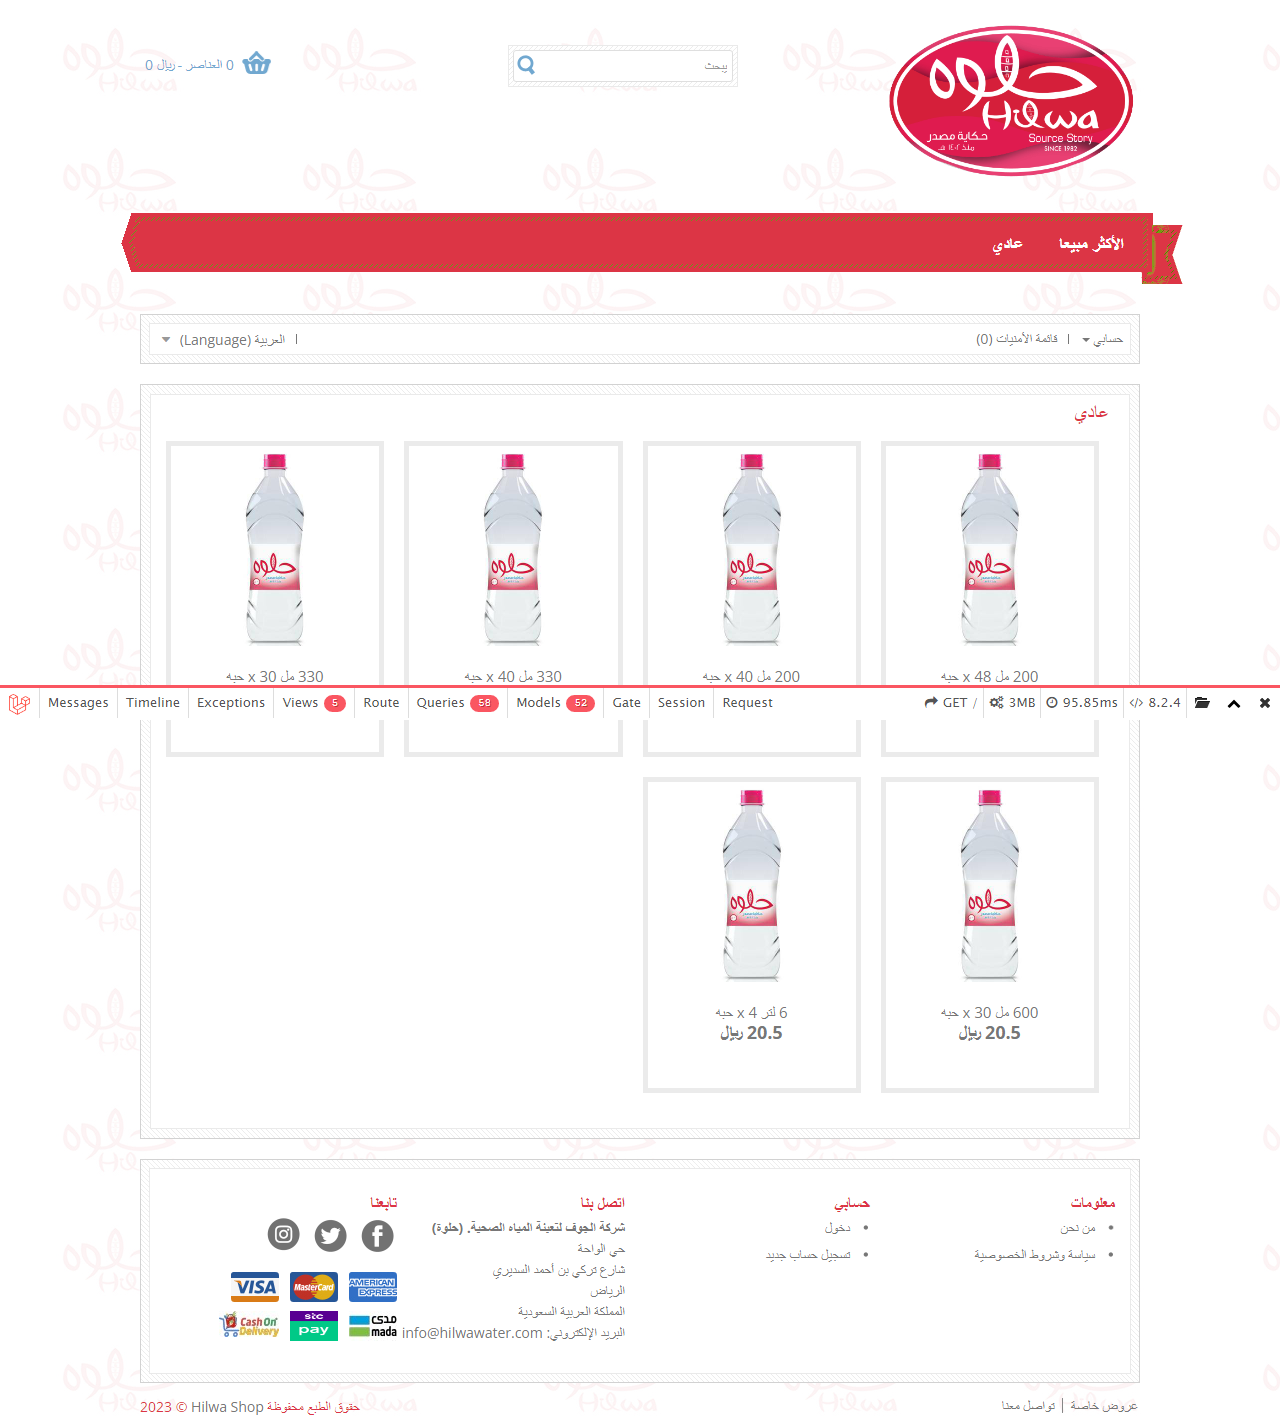 حلوه
Hilwa
حكاية مصدر
منذ ١٤٠٢ هـ
Source Story
SINCE 1982
يبحث
0 العناصر - ريال 0
الأكثر مبيعا
عادي
حسابي
قائمة الأمنيات (0)
العربية (Language)
عادي
200 مل 48 x حبه
200 مل 40 x حبه
330 مل 40 x حبه
330 مل 30 x حبه
Messages
Timeline
Exceptions
Views 5
Route
Queries 58
Models 52
Gate
Session
Request
GET /
3MB
95.85ms
8.2.4
600 مل 30 x حبه
20.5 ريال
6 لتر 4 x حبه
20.5 ريال
معلومات
من نحن
سياسة وشروط الخصوصية
حسابي
دخول
تسجيل حساب جديد
اتصل بنا
شركة الجوف لتعبئة المياه الصحية. (حلوة)
حي الواحة
شارع تركي بن أحمد السديري
الرياض
المملكة العربية السعودية
البريد الإلكتروني: info@hilwawater.com
تابعنا
VISA
MasterCard
AMERICAN EXPRESS
Cash On Delivery
stc pay
مدى mada
عروض خاصة | تواصل معنا
حقوق الطبع محفوظة Hilwa Shop © 2023